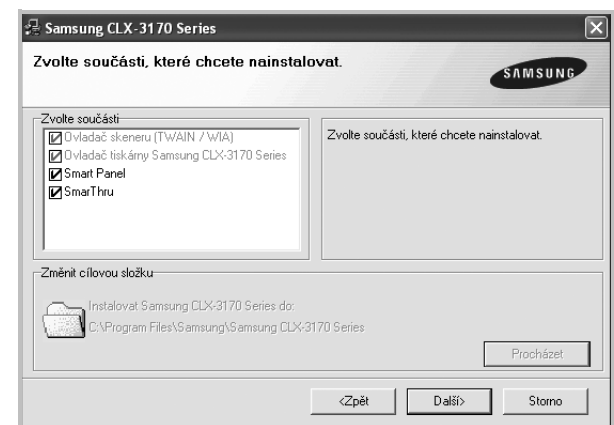 Samsung CLX-3170 Series
Zvolte součásti, které chcete nainstalovat.
SAMSUNG
Zvolte součásti
Ovladač skeneru (TWAIN / WIA)
Ovladač tiskárny Samsung CLX-3170 Series
Smart Panel
SmarThru
Zvolte součásti, které chcete nainstalovat.
Změnit cílovou složku
Instalovat Samsung CLX-3170 Series do:
C:\Program Files\Samsung\Samsung CLX-3170 Series
Procházet
<Zpět
Další>
Storno